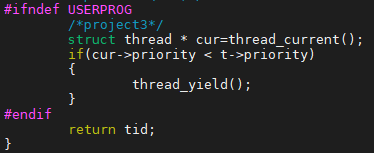 #ifndef USERPROG
/*project3*/
struct thread * cur=thread_current();
if(cur->priority < t->priority)
{
thread_yield();
}
#endif
return tid;
}